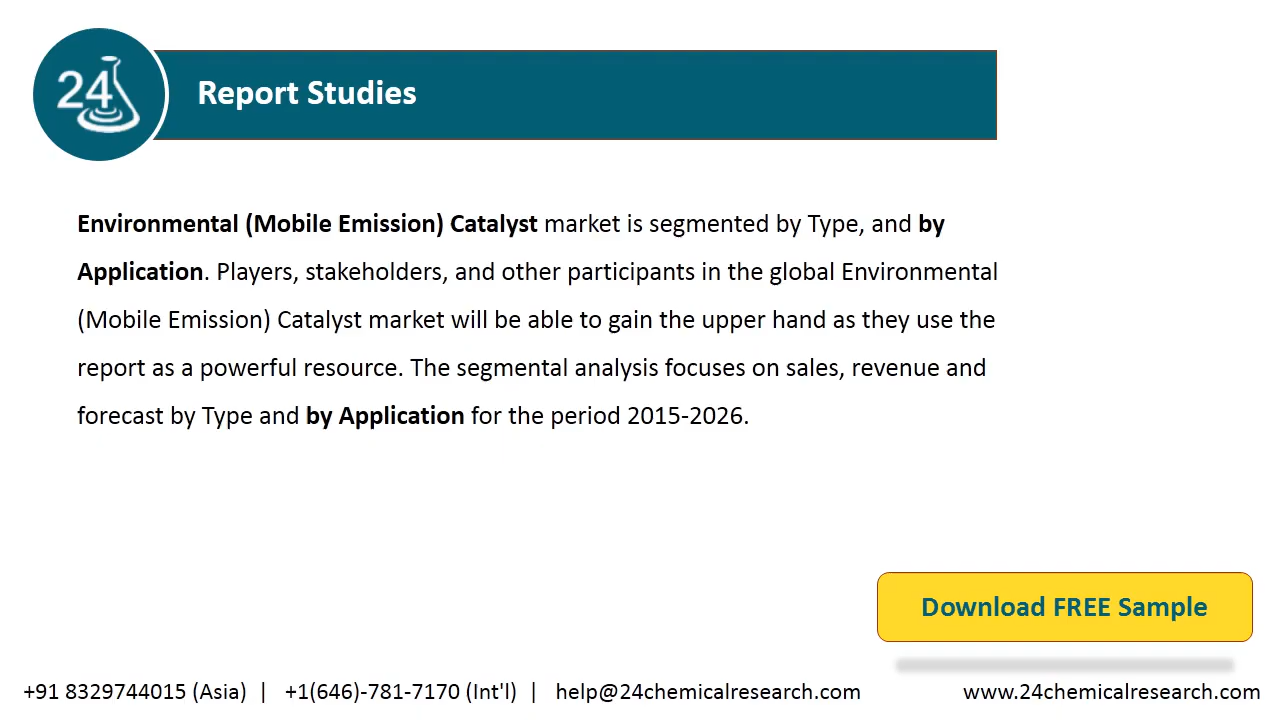 24
Report Studies
Environmental (Mobile Emission) Catalyst market is segmented by Type, and by
Application. Players, stakeholders, and other participants in the global Environmental
(Mobile Emission) Catalyst market will be able to gain the upper hand as they use the
report as a powerful resource. The segmental analysis focuses on sales, revenue and
forecast by Type and by Application for the period 2015-2026.
Download FREE Sample
+91 8329744015 (Asia) | +1(646)-781-7170 (Int'l) | help@24chemicalresearch.com www.24chemicalresearch.com